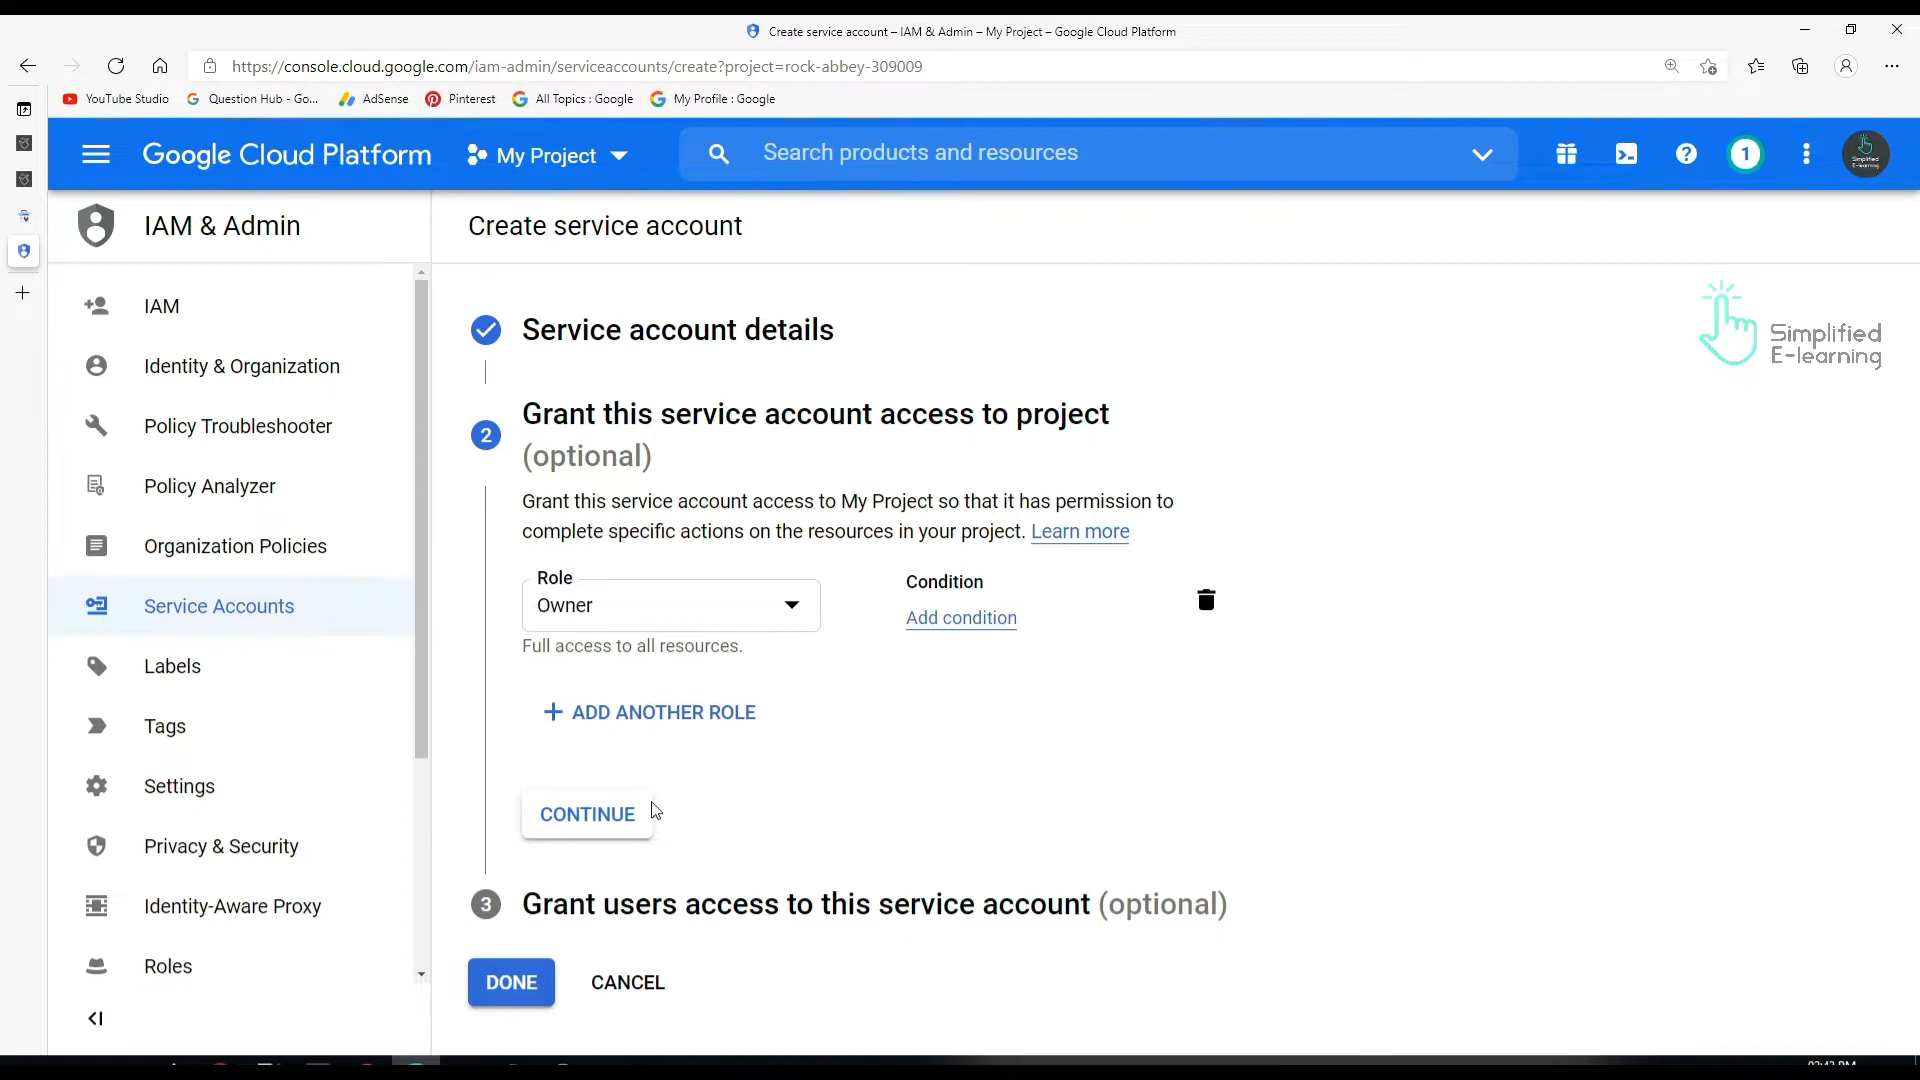 Create service account – IAM & Admin – My Project – Google Cloud Platform
https://console.cloud.google.com/iam-admin/serviceaccounts/create?project=rock-abbey-309009
YouTube Studio
Question Hub - Go...
AdSense
Pinterest
All Topics : Google
My Profile : Google
Google Cloud Platform
My Project
Search products and resources
1
Simplified
E-learning
IAM & Admin
IAM
Identity & Organization
Policy Troubleshooter
Policy Analyzer
Organization Policies
Service Accounts
Labels
Tags
Settings
Privacy & Security
Identity-Aware Proxy
Roles
Create service account
Service account details
2
Grant this service account access to project
(optional)
Grant this service account access to My Project so that it has permission to
complete specific actions on the resources in your project. Learn more
Role
Owner
Full access to all resources.
Condition
Add condition
ADD ANOTHER ROLE
CONTINUE
3
Grant users access to this service account (optional)
DONE
CANCEL
Simplified
E-learning